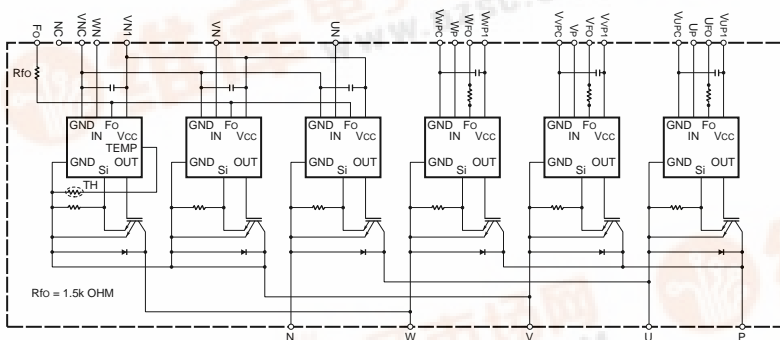 FO NC VNC WN VN1 VN UN VWPC WP WFO VWP1 VVPC VP VFO VVP1 VUPC UP UFO VUP1
RfO
GND FO GND FO GND FO GND FO GND FO GND FO
IN VCC IN VCC IN VCC IN VCC IN VCC IN VCC
TEMP
GND OUT GND OUT GND OUT GND OUT GND OUT GND OUT
Si Si Si Si Si Si
TH
RfO = 1.5k OHM
N W V U P